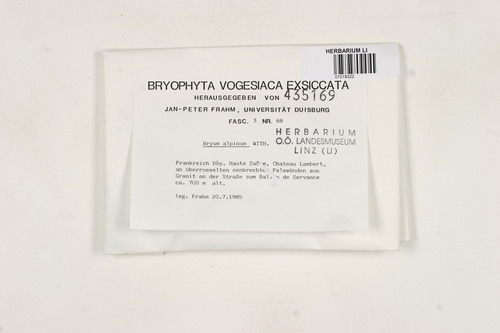 HERBARIUM LI
01019322
BRYOPHYTA VOGESIACA EXSICCATA
HERAUSGEGEBEN VON 435169
JAN-PETER FRAHM, UNIVERSITÄT DUISBURG
FASC. 3 NR. 68
HERBARIUM
O.Ö. LANDESMUSEUM
LINZ (LI)
Bryum alpinum WITH.
Frankreich Dép. Haute Saône, Chateau Lambert,
an überrieselten senkrechten Felswänden aus
Granit an der Straße zum Ballon de Servance
ca. 700 m alt.
leg. Frahm 20.7.1985